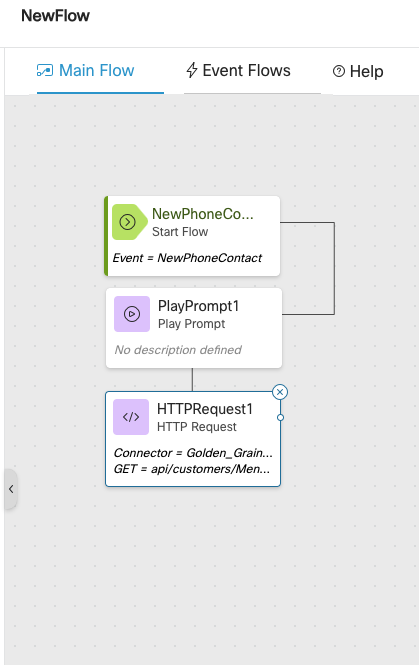 NewFlow
Main Flow
Event Flows
Help
NewPhoneCo...
Start Flow
Event = NewPhoneContact
PlayPrompt1
Play Prompt
No description defined
HTTPRequest1
HTTP Request
Connector = Golden_Grain...
GET = api/customers/Men...